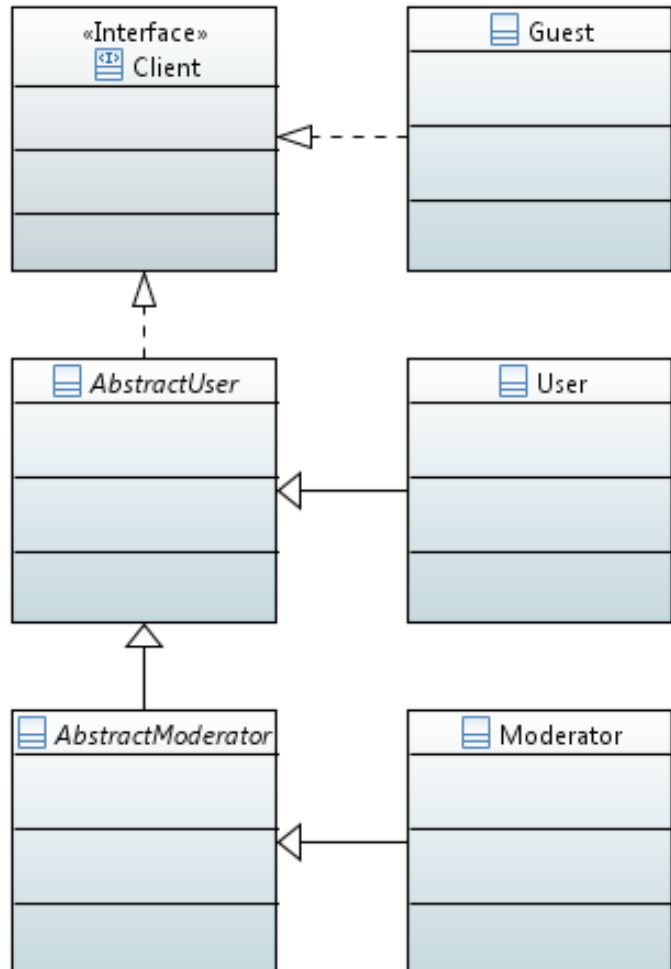 «Interface»
Client
Guest
AbstractUser
User
AbstractModerator
Moderator